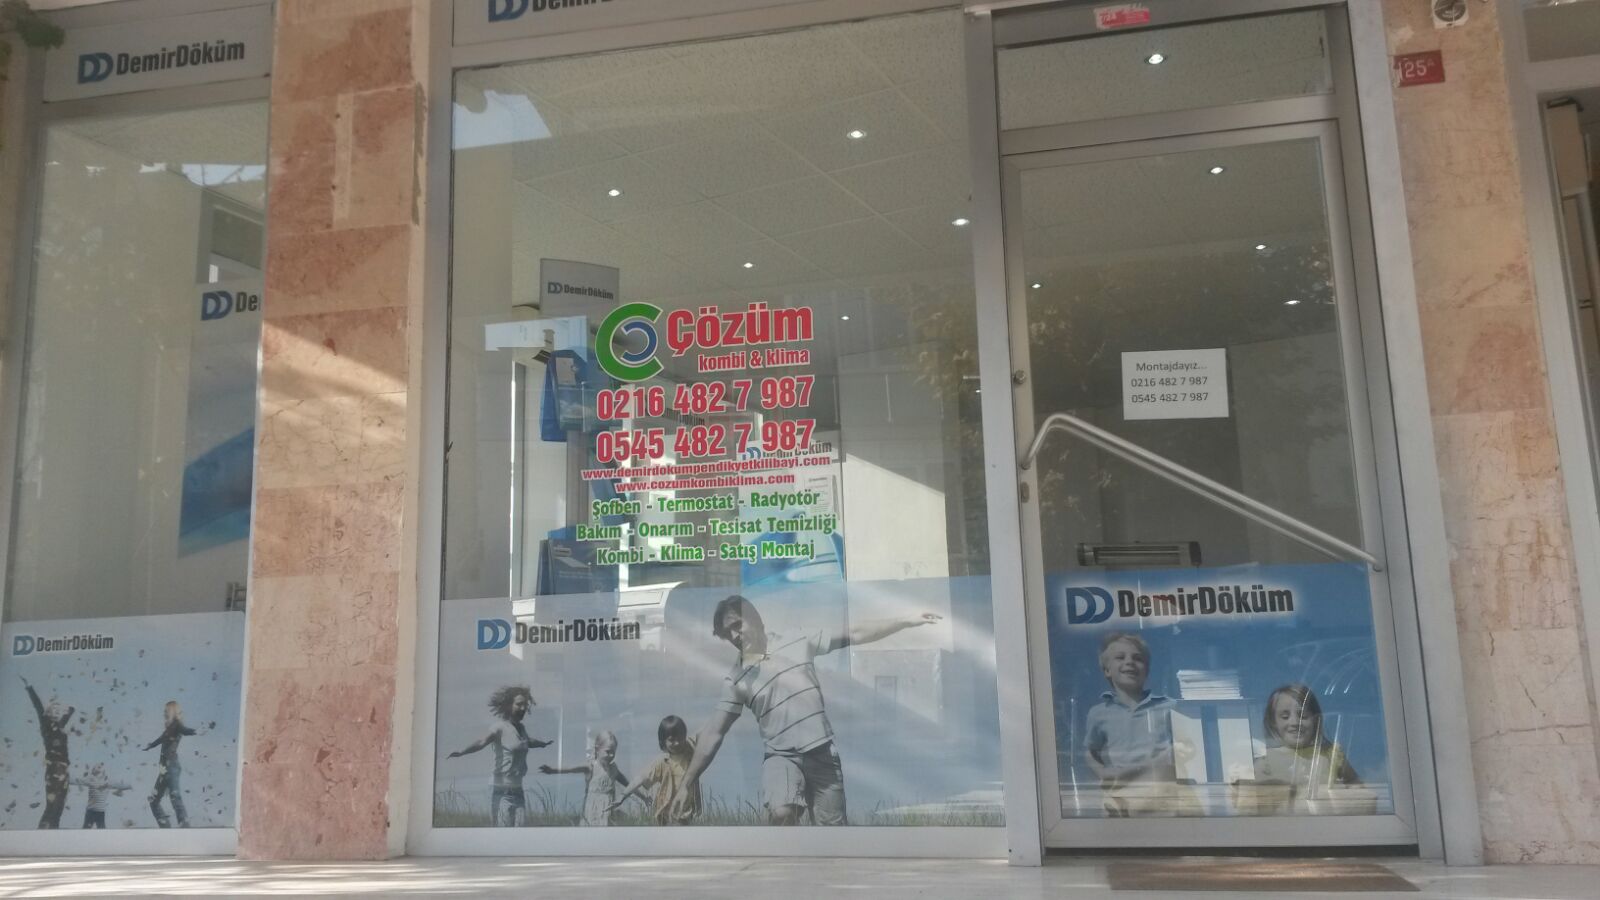 DemirDöküm
DemirDöküm
125A
De
DemirDöküm
Çözüm
kombi & klima
0216 482 7 987
0545 482 7 987
DemirDöküm
www.demirdokumpendikyetkilibayi.com
www.cozumkombiklima.com
Şofben - Termostat - Radyotör
Bakım - Onarım - Tesisat Temizliği
Kombi - Klima - Satış Montaj
Montajdayız...
0216 482 7 987
0545 482 7 987
DemirDöküm
DemirDöküm
DemirDöküm